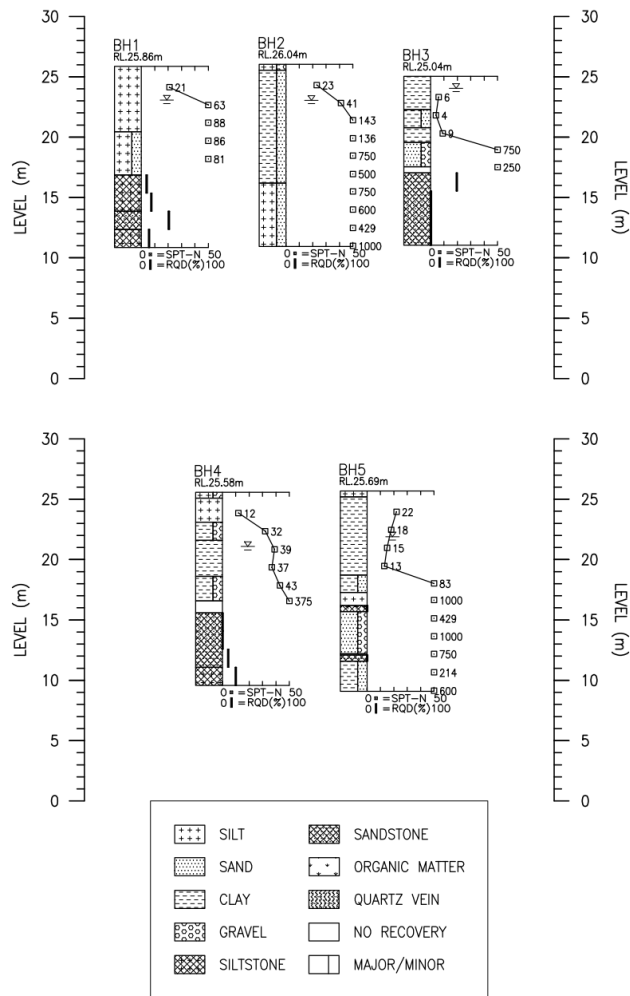 30
25
20
15
10
5
0
LEVEL (m)
BH1
RL.25.86m
21
63
88
86
81
0 = SPT-N 50
0 = RQD(%)100
BH2
RL.26.04m
23
41
143
136
750
500
750
600
429
1000
0 = SPT-N 50
0 = RQD(%)100
BH3
RL.25.04m
6
4
9
750
250
0 = SPT-N 50
0 = RQD(%)100
30
25
20
15
10
5
0
LEVEL (m)
30
25
20
15
10
5
0
LEVEL (m)
BH4
RL.25.58m
12
32
39
37
43
375
0 = SPT-N 50
0 = RQD(%)100
BH5
RL.25.69m
22
18
15
13
83
1000
429
1000
750
214
600
0 = SPT-N 50
0 = RQD(%)100
30
25
20
15
10
5
0
LEVEL (m)
SILT
SAND
CLAY
GRAVEL
SILTSTONE
SANDSTONE
ORGANIC MATTER
QUARTZ VEIN
NO RECOVERY
MAJOR/MINOR